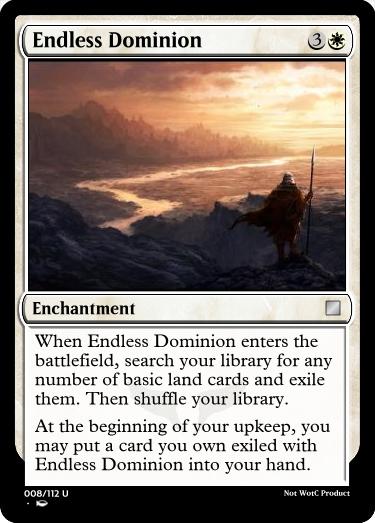 Endless Dominion 3
Enchantment
When Endless Dominion enters the
battlefield, search your library for any
number of basic land cards and exile
them. Then shuffle your library.
At the beginning of your upkeep, you
may put a card you own exiled with
Endless Dominion into your hand.
008/112 U
Not WotC Product